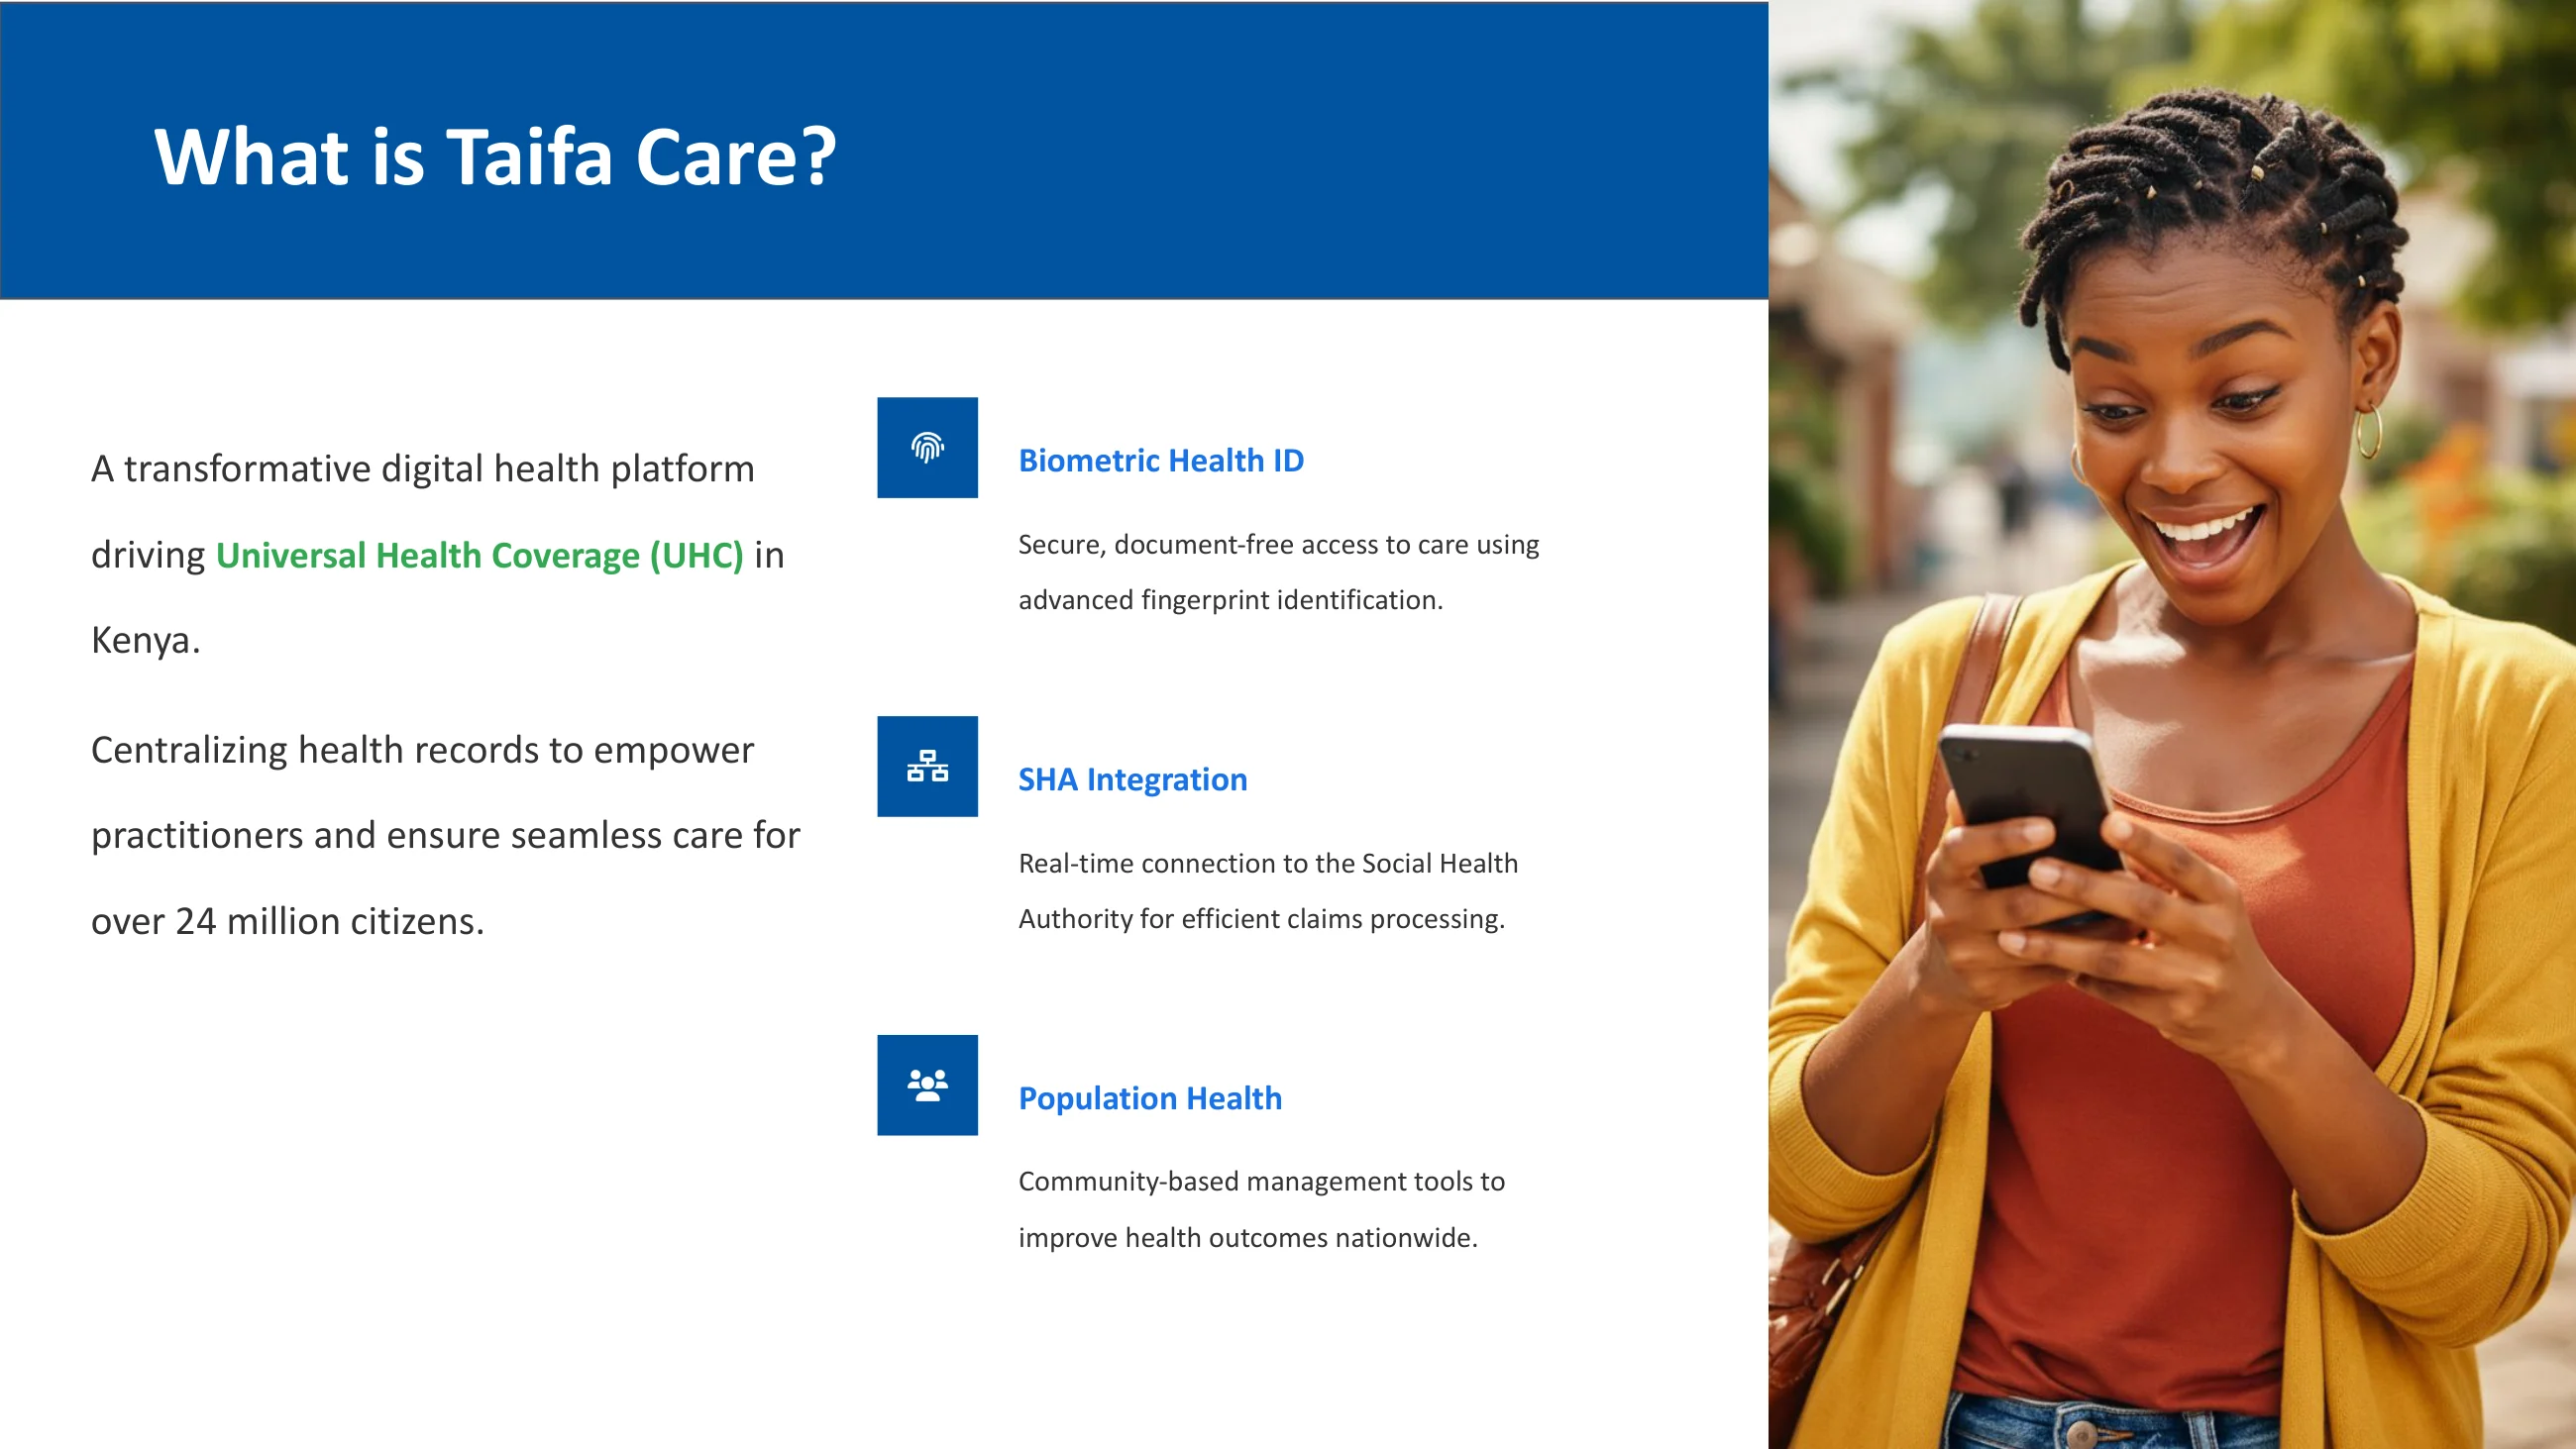 What is Taifa Care?
A transformative digital health platform
driving Universal Health Coverage (UHC) in
Kenya.
Centralizing health records to empower
practitioners and ensure seamless care for
over 24 million citizens.
Biometric Health ID
Secure, document-free access to care using
advanced fingerprint identification.
SHA Integration
Real-time connection to the Social Health
Authority for efficient claims processing.
Population Health
Community-based management tools to
improve health outcomes nationwide.